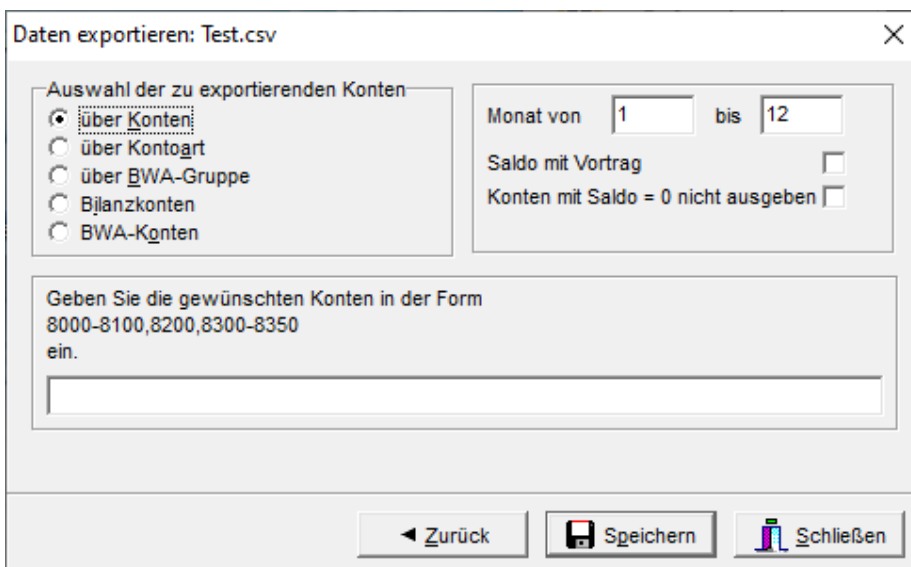 Daten exportieren: Test.csv
Auswahl der zu exportierenden Konten
über Konten
über Kontoart
über BWA-Gruppe
Bilanzkonten
BWA-Konten
Monat von 1 bis 12
Saldo mit Vortrag
Konten mit Saldo = 0 nicht ausgeben
Geben Sie die gewünschten Konten in der Form
8000-8100,8200,8300-8350
ein.
Zurück Speichern Schließen